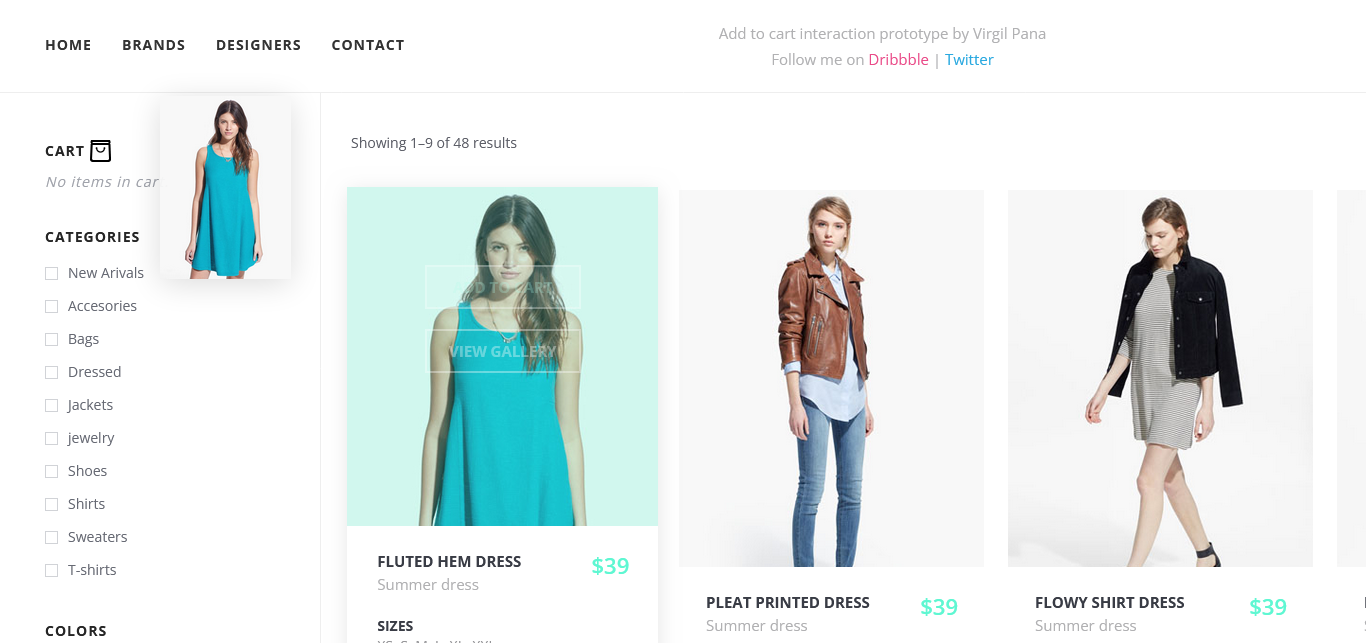 HOME BRANDS DESIGNERS CONTACT
Add to cart interaction prototype by Virgil Pana
Follow me on Dribbble | Twitter
CART
No items in car
CATEGORIES
New Arivals
Accesories
Bags
Dressed
Jackets
jewelry
Shoes
Shirts
Sweaters
T-shirts
COLORS
Showing 1–9 of 48 results
ADD TO CART
VIEW GALLERY
FLUTED HEM DRESS $39
Summer dress
SIZES
PLEAT PRINTED DRESS $39
Summer dress
FLOWY SHIRT DRESS $39
Summer dress